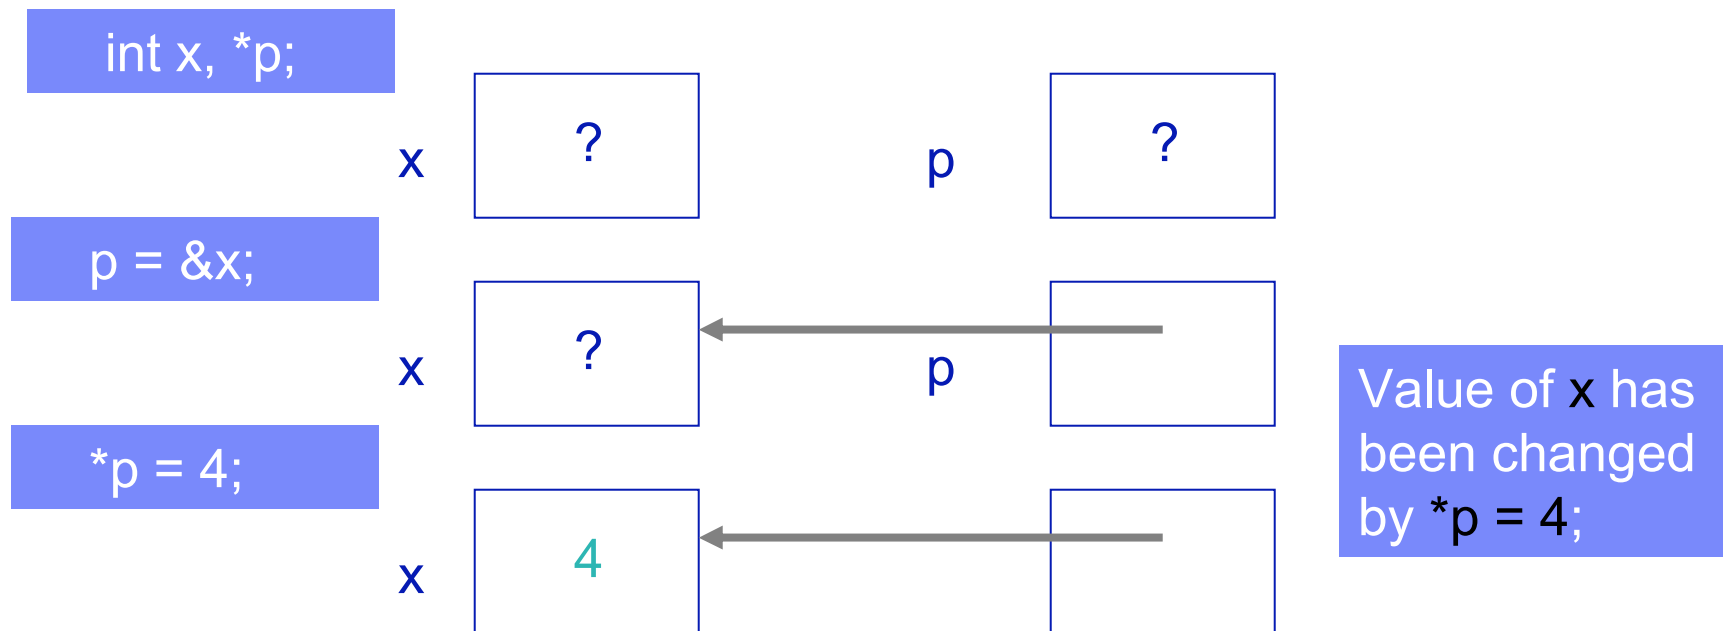 int x, *p;
x ? p ?
p = &x;
x ? p
*p = 4;
x 4
Value of x has
been changed
by *p = 4;